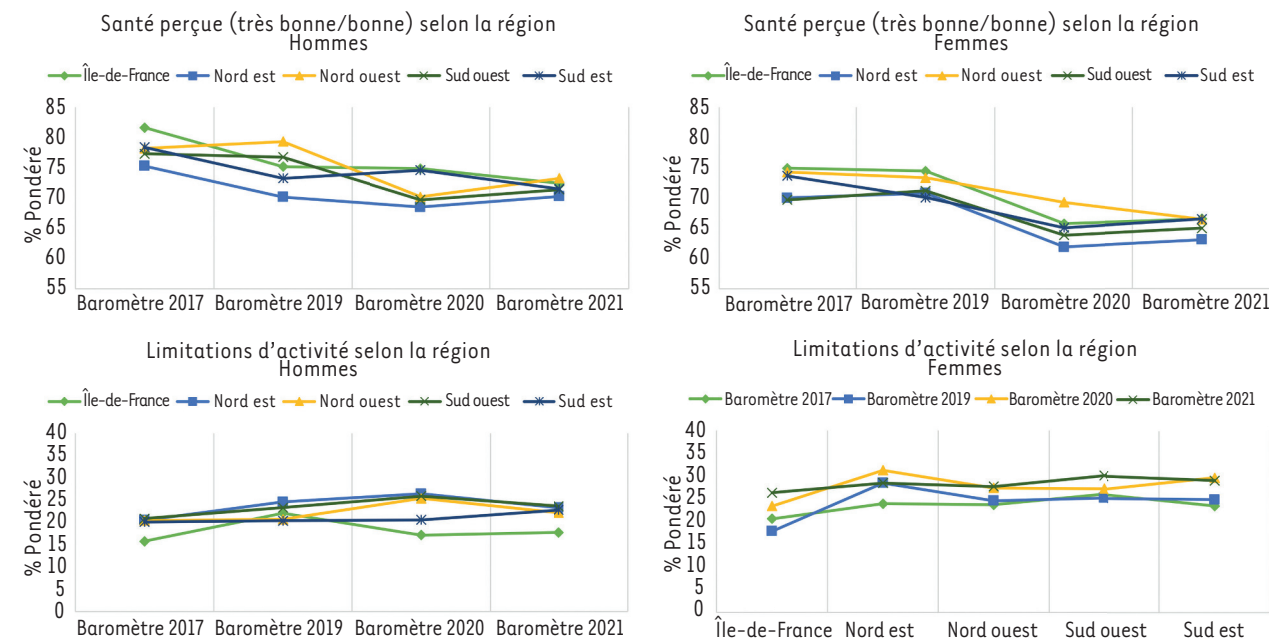 Santé perçue (très bonne/bonne) selon la région
Hommes
Île-de-France Nord est Nord ouest Sud ouest Sud est
85
80
75
70
65
60
55
% Pondéré
Baromètre 2017 Baromètre 2019 Baromètre 2020 Baromètre 2021
Santé perçue (très bonne/bonne) selon la région
Femmes
Île-de-France Nord est Nord ouest Sud ouest Sud est
85
80
75
70
65
60
55
% Pondéré
Baromètre 2017 Baromètre 2019 Baromètre 2020 Baromètre 2021
Limitations d'activité selon la région
Hommes
Île-de-France Nord est Nord ouest Sud ouest Sud est
40
35
30
25
20
15
10
5
0
% Pondéré
Baromètre 2017 Baromètre 2019 Baromètre 2020 Baromètre 2021
Limitations d'activité selon la région
Femmes
Baromètre 2017 Baromètre 2019 Baromètre 2020 Baromètre 2021
40
35
30
25
20
15
10
5
0
% Pondéré
Île-de-France Nord est Nord ouest Sud ouest Sud est